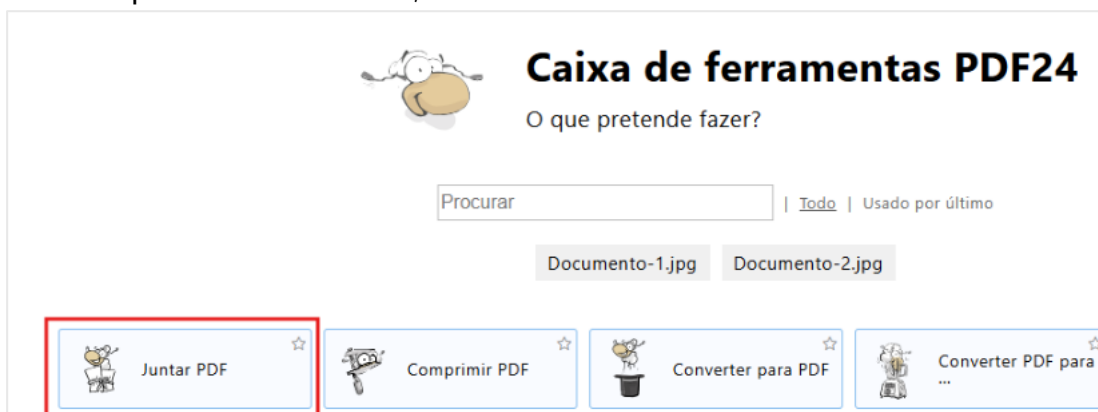 Caixa de ferramentas PDF24
O que pretende fazer?
Procurar | Todo | Usado por último
Documento-1.jpg Documento-2.jpg
Juntar PDF Comprimir PDF Converter para PDF Converter PDF para
...